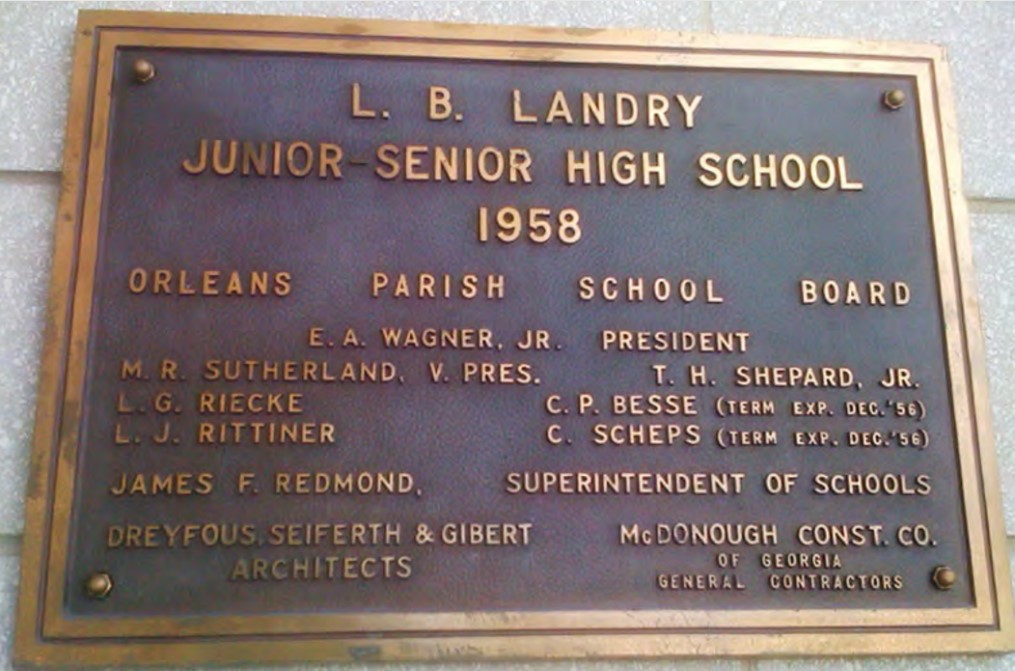 L. B. LANDRY
JUNIOR-SENIOR HIGH SCHOOL
1958
ORLEANS PARISH SCHOOL BOARD
E. A. WAGNER, JR. PRESIDENT
M. R. SUTHERLAND, V. PRES. T. H. SHEPARD, JR.
L. G. RIECKE C. P. BESSE (TERM EXP. DEC.'56)
L. J. RITTINER C. SCHEPS (TERM EXP. DEC.'56)
JAMES F. REDMOND, SUPERINTENDENT OF SCHOOLS
DREYFOUS, SEIFERTH & GIBERT McDONOUGH CONST. CO.
ARCHITECTS OF GEORGIA
GENERAL CONTRACTORS